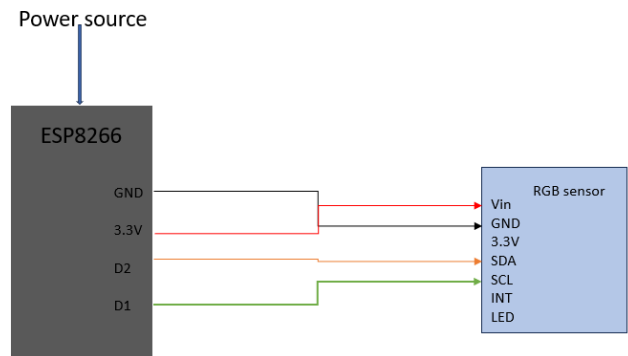 Power source
ESP8266
GND
3.3V
D2
D1
RGB sensor
Vin
GND
3.3V
SDA
SCL
INT
LED